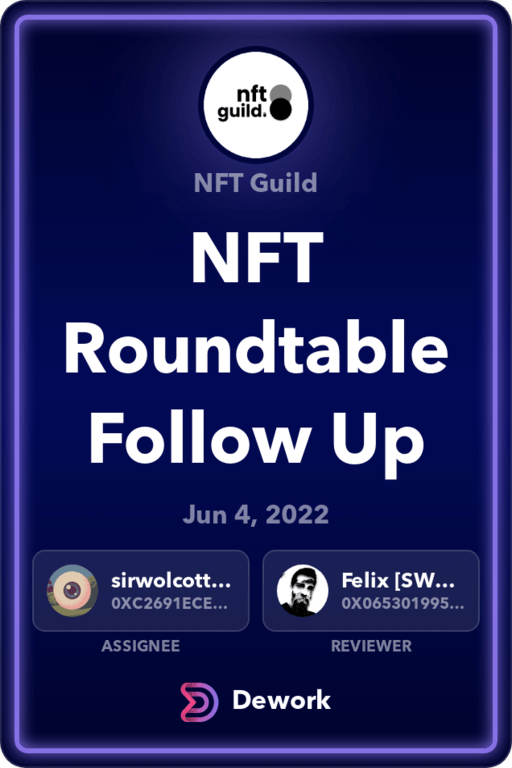 nft
guild.
NFT Guild
NFT
Roundtable
Follow Up
Jun 4, 2022
sirwolcott...
0XC2691ECE...
ASSIGNEE
Felix [SW...
0X065301995...
REVIEWER
Dework